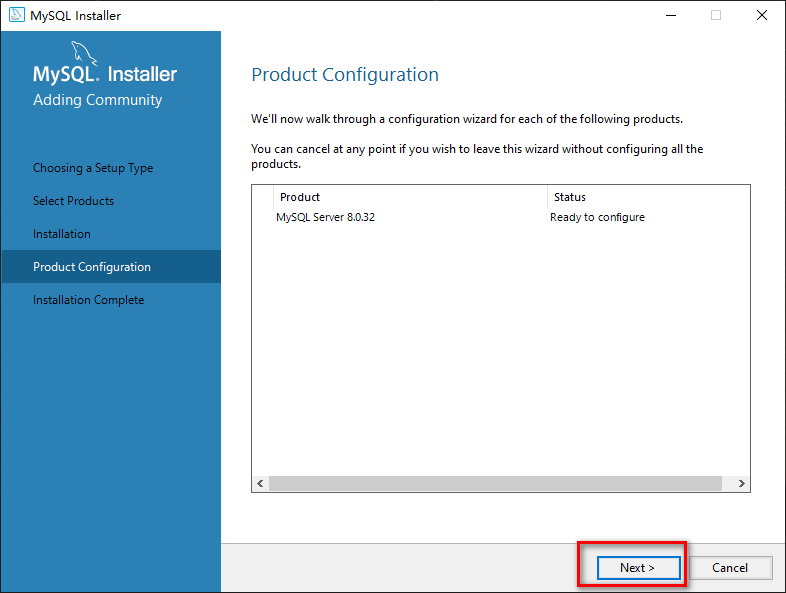 MySQL Installer
MySQL. Installer
Adding Community
Choosing a Setup Type
Select Products
Installation
Product Configuration
Installation Complete
Product Configuration
We'll now walk through a configuration wizard for each of the following products.
You can cancel at any point if you wish to leave this wizard without configuring all the
products.
Product Status
MySQL Server 8.0.32 Ready to configure
Next > Cancel